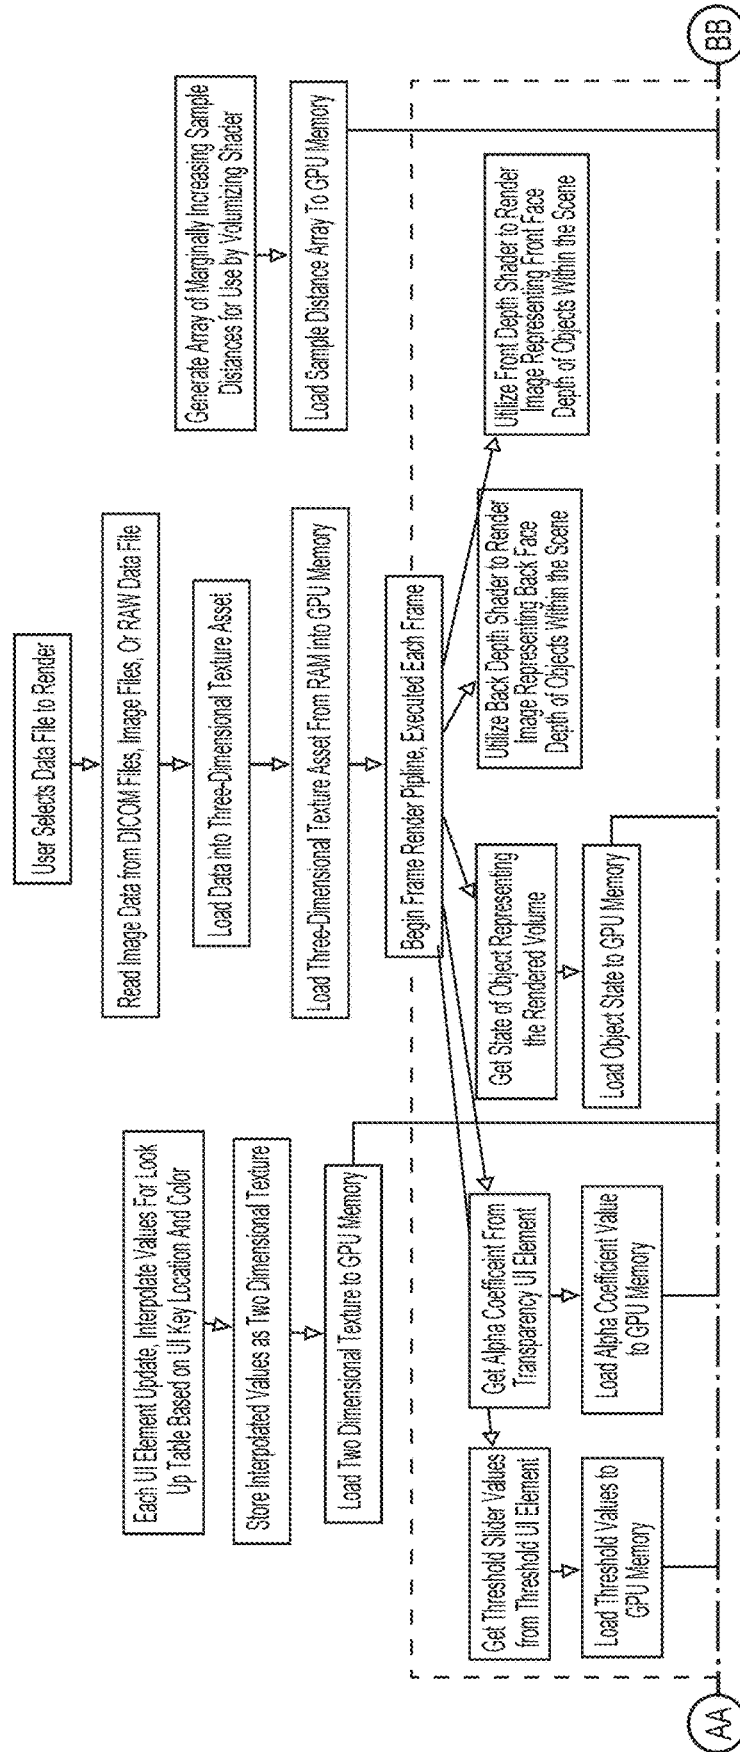 User Selects Data File to Render
Read Image Data from DICOM Files, Image Files, Or RAW Data File
Load Data into Three-Dimensional Texture Asset
Load Three-Dimensional Texture Asset From RAM into GPU Memory
Each UI Element Update, Interpolate Values For Look
Up Table Based on UI Key Location And Color
Store Interpolated Values as Two Dimensional Texture
Load Two Dimensional Texture to GPU Memory
Generate Array of Marginally Increasing Sample
Distances for Use by Volumizing Shader
Load Sample Distance Array To GPU Memory
Begin Frame Render Pipline, Executed Each Frame
Get Threshold Slider Values
from Threshold UI Element
Load Threshold Values to
GPU Memory
Get Alpha Coefficeint From
Transparency UI Element
Load Alpha Coefficient Value
to GPU Memory
Get State of Object Representing
the Rendered Volume
Load Object State to GPU Memory
Utilize Back Depth Shader to Render
Image Representing Back Face
Depth of Objects Within the Scene
Utilize Front Depth Shader to Render
Image Representing Front Face
Depth of Objects Within the Scene
AA
BB